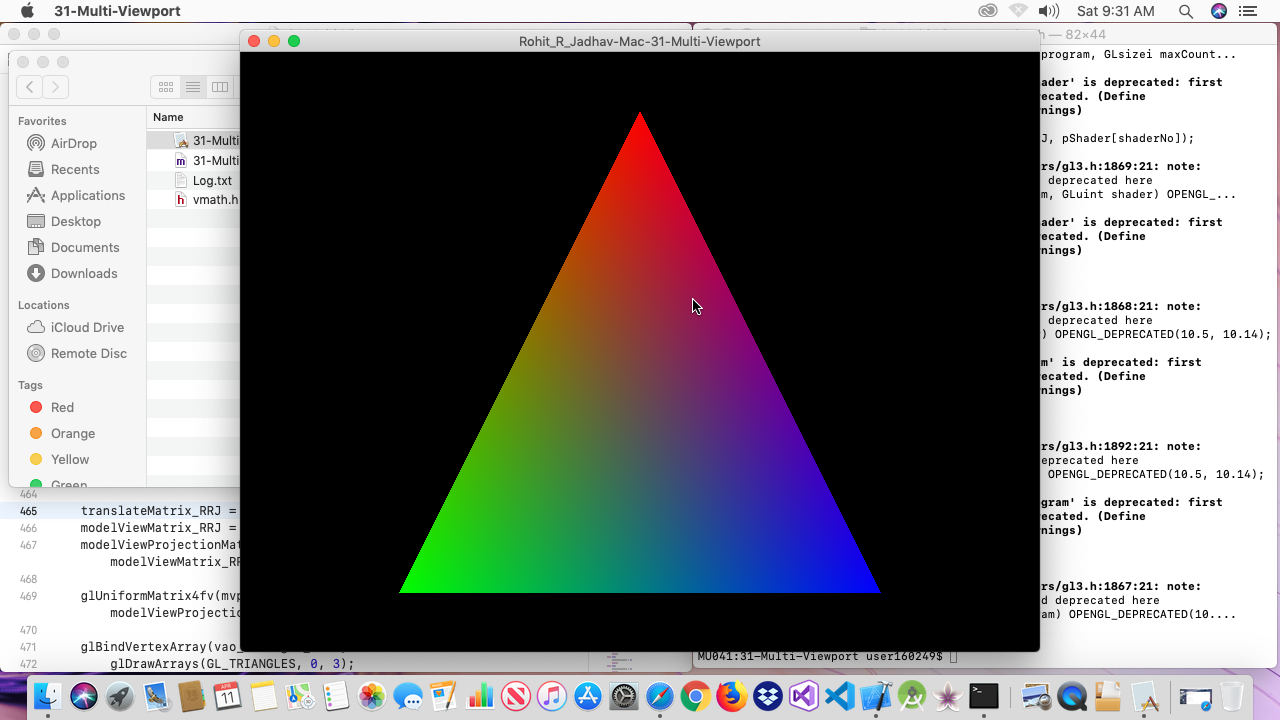 31-Multi-Viewport
Sat 9:31 AM
h — 82×44
Rohit_R_Jadhav-Mac-31-Multi-Viewport
Favorites
AirDrop
Recents
Applications
Desktop
Documents
Downloads
Locations
iCloud Drive
Remote Disc
Tags
Red
Orange
Yellow
Green
Name
31-Multi
31-Multi
Log.txt
vmath.h
464
465 translateMatrix_RRJ =
466 modelViewMatrix_RRJ =
467 modelViewProjectionMat
modelViewMatrix_RR
468
469 glUniformMatrix4fv(mvp
modelViewProjectio
470
471 glBindVertexArray(vao_
472 glDrawArrays(GL_TRIANGLES, 0, 3);
program, GLsizei maxCount...
ader' is deprecated: first
ecated. (Define
nings)
J, pShader[shaderNo]);
rs/gl3.h:1869:21: note:
deprecated here
m, GLuint shader) OPENGL_...
ader' is deprecated: first
ecated. (Define
nings)
rs/gl3.h:1868:21: note:
deprecated here
) OPENGL_DEPRECATED(10.5, 10.14);
m' is deprecated: first
ecated. (Define
nings)
rs/gl3.h:1892:21: note:
eprecated here
OPENGL_DEPRECATED(10.5, 10.14);
gram' is deprecated: first
ecated. (Define
nings)
rs/gl3.h:1867:21: note:
d deprecated here
am) OPENGL_DEPRECATED(10....
MU041:31-Multi-Viewport user160249$
APR
11